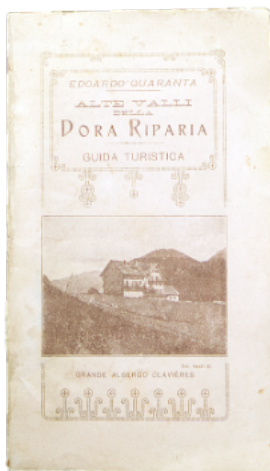 EDOARDO QUARANTA
ALTE VALLI
DELLA
DORA RIPARIA
GUIDA TURISTICA
GRANDE ALBERGO CLAVIÈRES